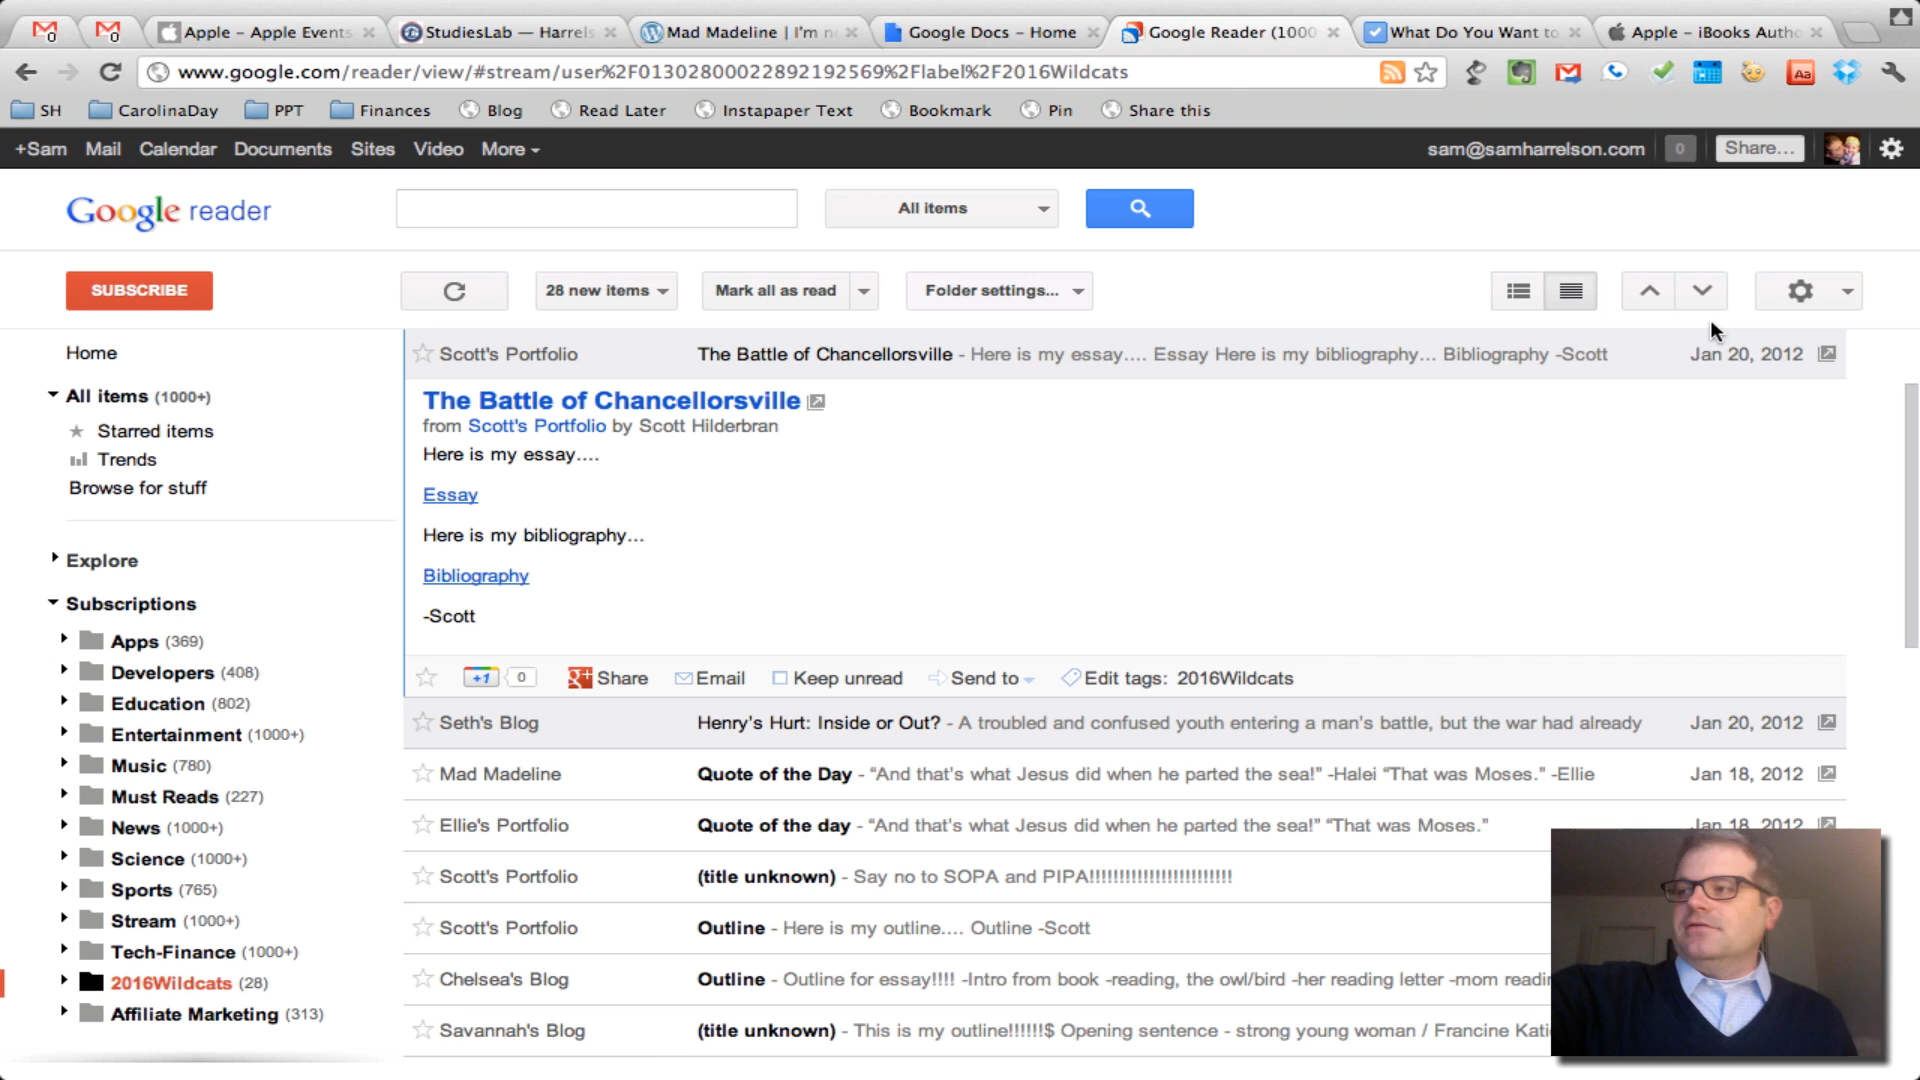 Apple – Apple Events
StudiesLab — Harrels
Mad Madeline | I'm n
Google Docs - Home
Google Reader (1000
What Do You Want to
Apple – iBooks Autho
www.google.com/reader/view/#stream/user%2F01302800022892192569%2Flabel%2F2016Wildcats
SH CarolinaDay PPT Finances Blog Read Later Instapaper Text Bookmark Pin Share this
+Sam Mail Calendar Documents Sites Video More sam@samharrelson.com 0 Share...
Google reader All items
SUBSCRIBE 28 new items Mark all as read Folder settings...
Home
All items (1000+)
Starred items
Trends
Browse for stuff
Explore
Subscriptions
Apps (369)
Developers (408)
Education (802)
Entertainment (1000+)
Music (780)
Must Reads (227)
News (1000+)
Science (1000+)
Sports (765)
Stream (1000+)
Tech-Finance (1000+)
2016Wildcats (28)
Affiliate Marketing (313)
Scott's Portfolio The Battle of Chancellorsville - Here is my essay.... Essay Here is my bibliography... Bibliography -Scott Jan 20, 2012
The Battle of Chancellorsville
from Scott's Portfolio by Scott Hilderbran
Here is my essay....
Essay
Here is my bibliography...
Bibliography
-Scott
+1 0 Share Email Keep unread Send to Edit tags: 2016Wildcats
Seth's Blog Henry's Hurt: Inside or Out? - A troubled and confused youth entering a man's battle, but the war had already Jan 20, 2012
Mad Madeline Quote of the Day - “And that's what Jesus did when he parted the sea!” -Halei “That was Moses.” -Ellie Jan 18, 2012
Ellie's Portfolio Quote of the day - “And that's what Jesus did when he parted the sea!” “That was Moses.” Jan 18, 2012
Scott's Portfolio (title unknown) - Say no to SOPA and PIPA!!!!!!!!!!!!!!!!!!!!!!!!
Scott's Portfolio Outline - Here is my outline.... Outline -Scott
Chelsea's Blog Outline - Outline for essay!!!! -Intro from book -reading, the owl/bird -her reading letter -mom readin
Savannah's Blog (title unknown) - This is my outline!!!!!!$ Opening sentence - strong young woman / Francine Kati